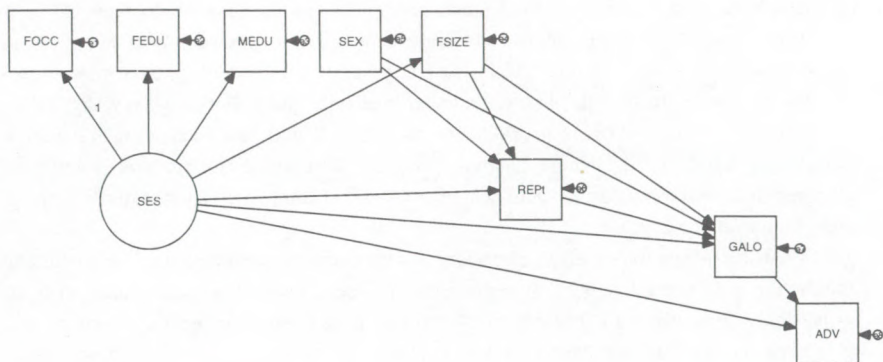 FOCC
FEDU
MEDU
SEX
FSIZE
1
SES
REPt
GALO
ADV